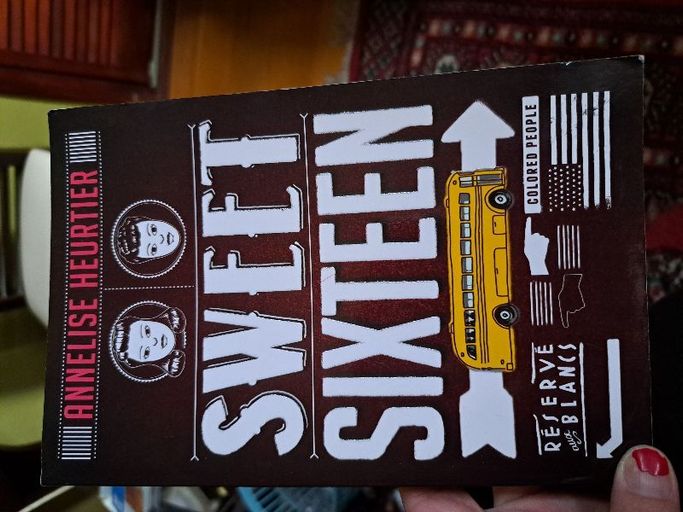 ANNELISE HEURTIER
SWEET
SIXTEEN
COLORED PEOPLE
RÉSERVÉ
aux
BLANCS